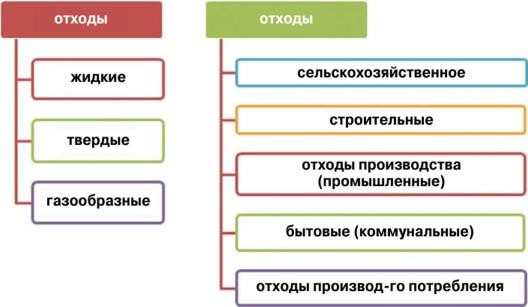 отходы
жидкие
твердые
газообразные
отходы
сельскохозяйственное
строительные
отходы производства
(промышленные)
бытовые (коммунальные)
отходы производ-го потребления